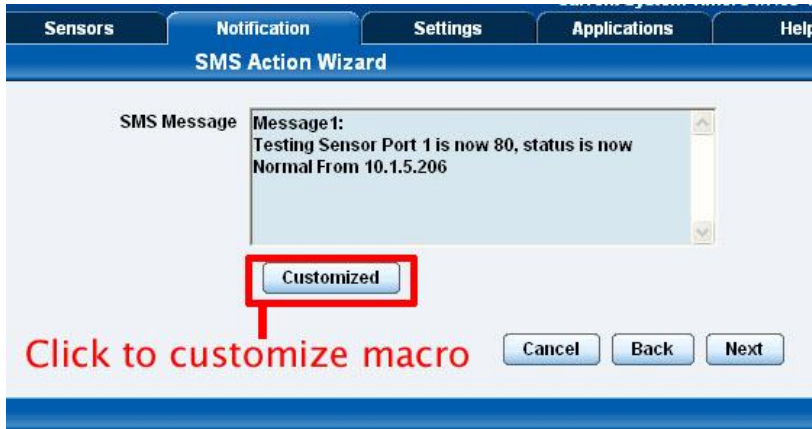 Sensors Notification Settings Applications Help
SMS Action Wizard
SMS Message
Message1:
Testing Sensor Port 1 is now 80, status is now
Normal From 10.1.5.206
Customized
Click to customize macro
Cancel Back Next